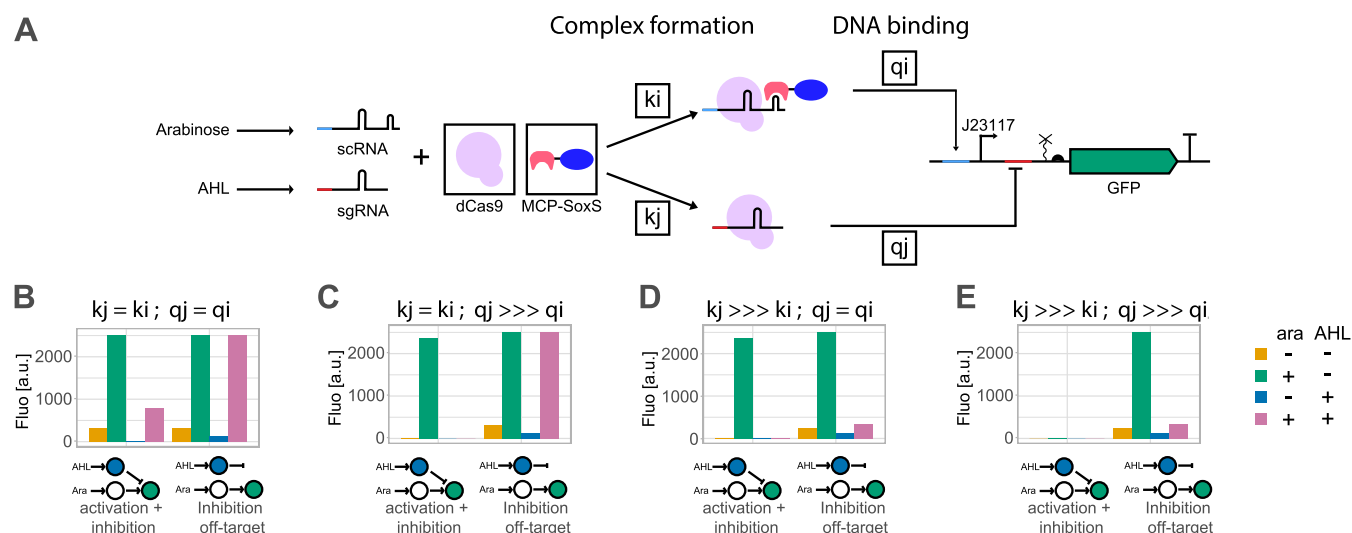 A
Complex formation
DNA binding
Arabinose
AHL
scRNA
sgRNA
+
dCas9
MCP-SoxS
ki
kj
qi
qj
J23117
GFP
B
kj = ki ; qj = qi
Fluo [a.u.]
2000
1000
0
AHL
Ara
activation +
inhibition
AHL
Ara
Inhibition
off-target
C
kj = ki ; qj >>> qi
Fluo [a.u.]
2000
1000
0
AHL
Ara
activation +
inhibition
AHL
Ara
Inhibition
off-target
D
kj >>> ki ; qj = qi
Fluo [a.u.]
2000
1000
0
AHL
Ara
activation +
inhibition
AHL
Ara
Inhibition
off-target
E
kj >>> ki ; qj >>> qi
Fluo [a.u.]
2000
1000
0
AHL
Ara
activation +
inhibition
AHL
Ara
Inhibition
off-target
ara AHL
- -
+ -
- +
+ +